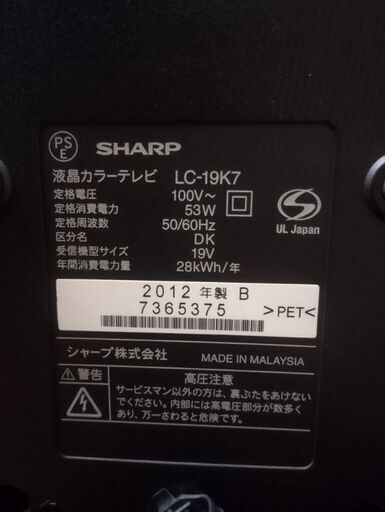 PS
E
SHARP
液晶カラーテレビ LC-19K7
定格電圧 100V～
定格消費電力 53W
定格周波数 50/60Hz
区分名 DK
受信機型サイズ 19V
年間消費電力量 28kWh/年
S
UL Japan
2012 年製 B
7365375
>PET<
シャープ株式会社 MADE IN MALAYSIA
⚠警告 高圧注意
サービスマン以外の方は、裏ぶたをあけない
でください。内部には高電圧部分が数多く
あり、万一さわると危険です。